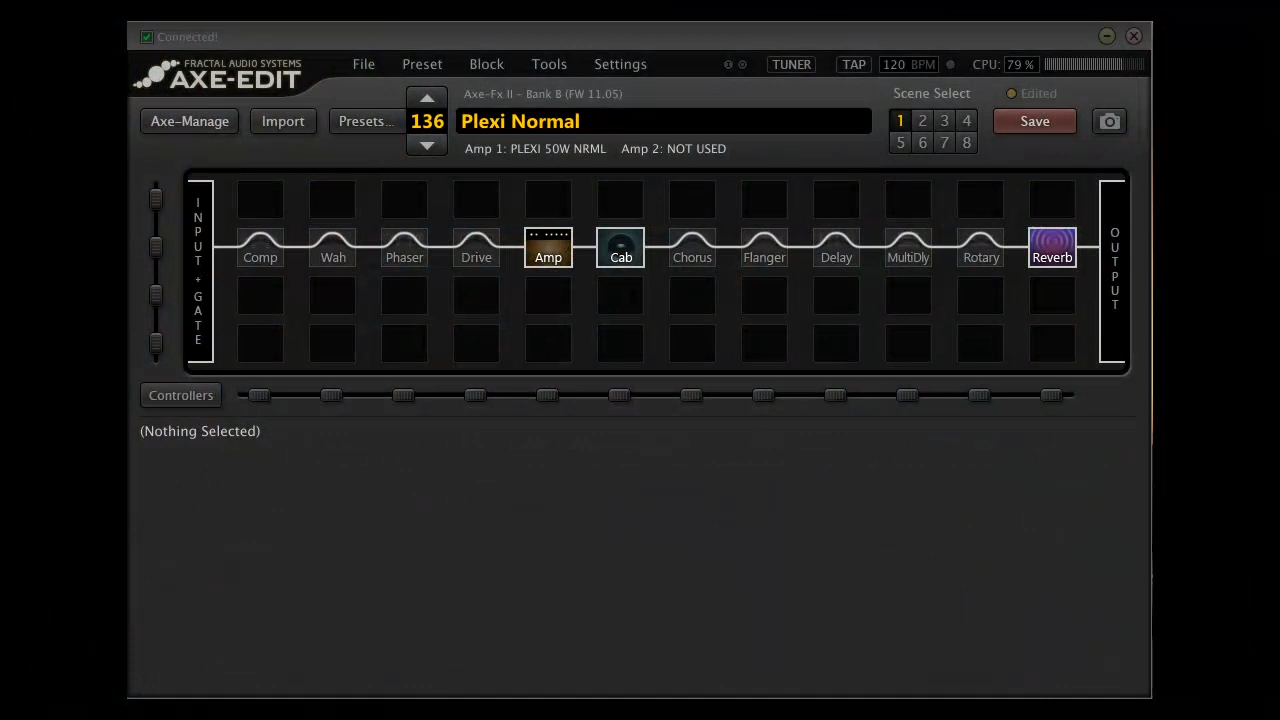 Connected!
FRACTAL AUDIO SYSTEMS
AXE-EDIT
File Preset Block Tools Settings
TUNER TAP 120 BPM CPU: 79 %
Axe-Fx II - Bank B (FW 11.05)
Scene Select
Edited
Axe-Manage Import Presets... 136 Plexi Normal
1 2 3 4
5 6 7 8
Save
Amp 1: PLEXI 50W NRML Amp 2: NOT USED
INPUT + GATE
Comp Wah Phaser Drive Amp Cab Chorus Flanger Delay MultiDly Rotary Reverb
OUTPUT
Controllers
(Nothing Selected)